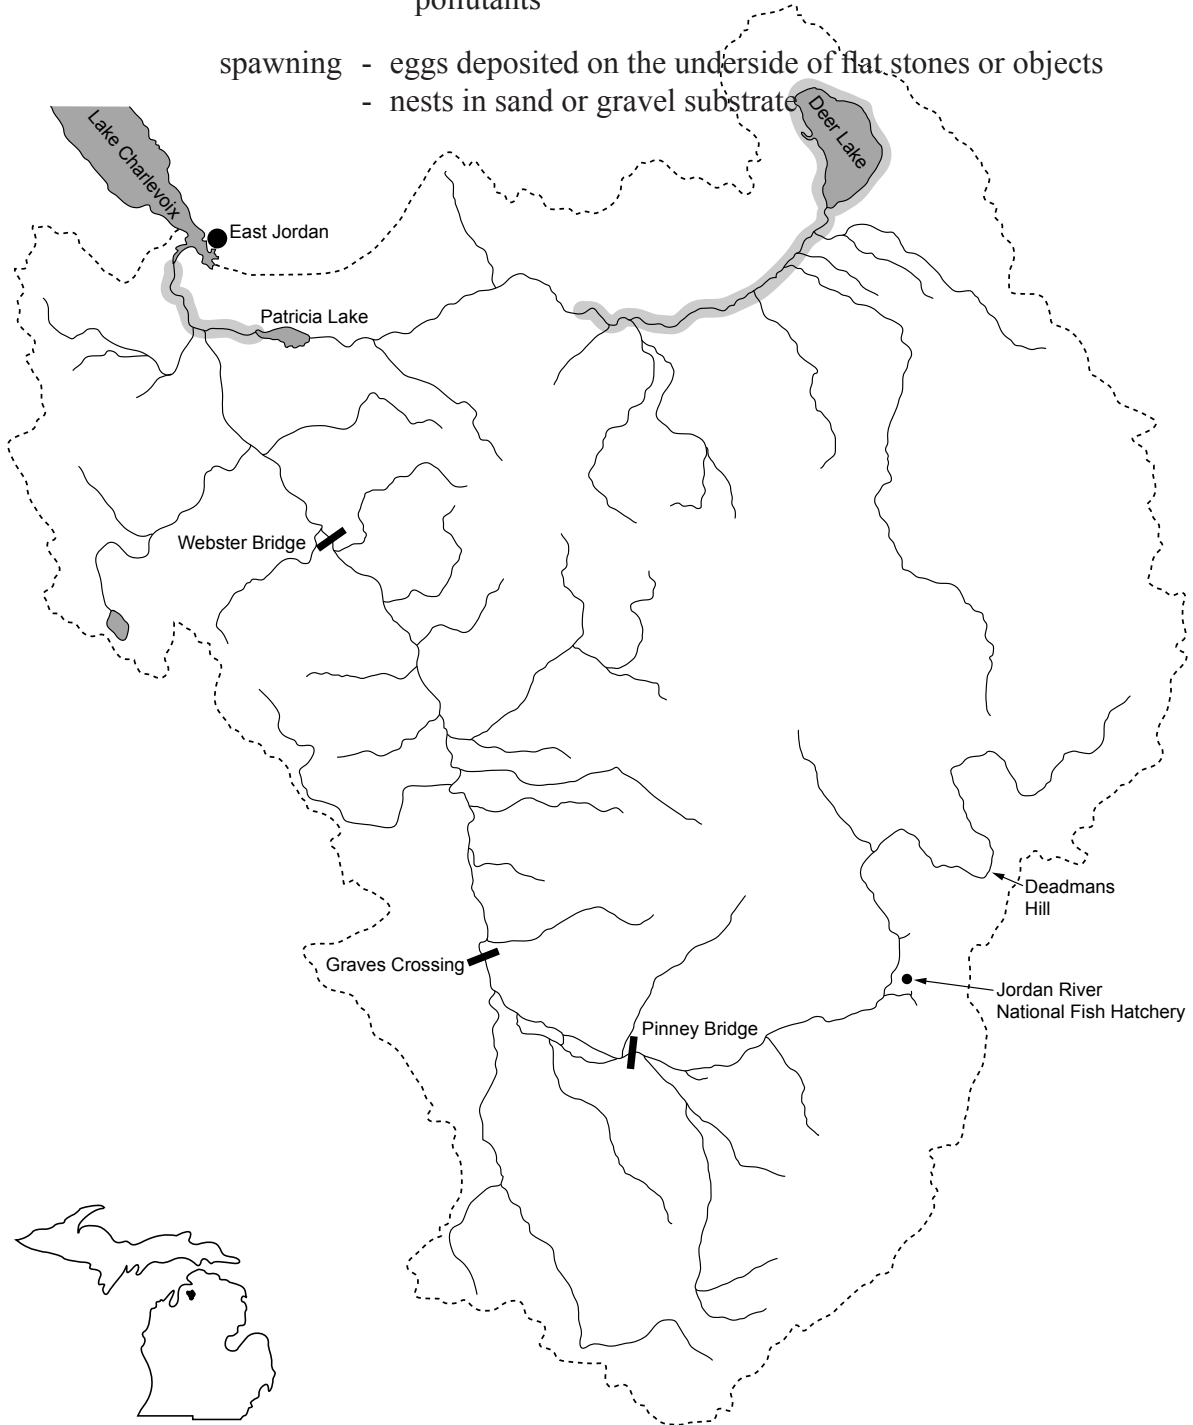 pollutants
spawning - eggs deposited on the underside of flat stones or objects
- nests in sand or gravel substrate
Deer Lake
Lake Charlevoix
East Jordan
Patricia Lake
Webster Bridge
Deadmans
Hill
Graves Crossing
Jordan River
National Fish Hatchery
Pinney Bridge